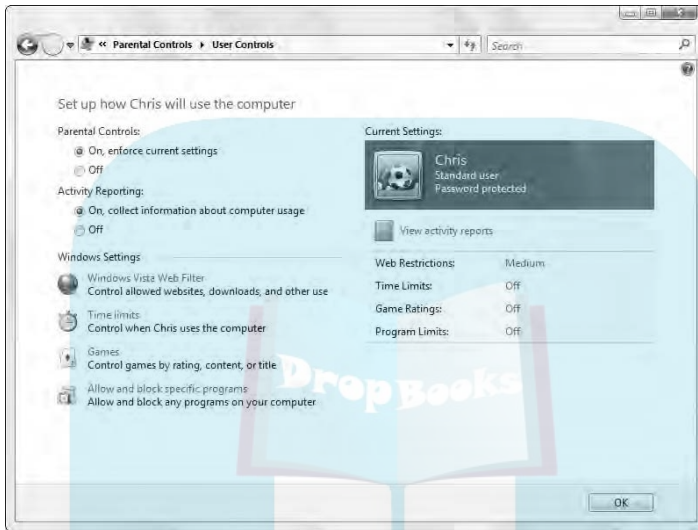 « Parental Controls ▸ User Controls
Search
Set up how Chris will use the computer
Parental Controls:
On, enforce current settings
Off
Activity Reporting:
On, collect information about computer usage
Off
Windows Settings
Windows Vista Web Filter
Control allowed websites, downloads, and other use
Time limits
Control when Chris uses the computer
Games
Control games by rating, content, or title
Allow and block specific programs
Allow and block any programs on your computer
Current Settings:
Chris
Standard user
Password protected
View activity reports
Web Restrictions: Medium
Time Limits: Off
Game Ratings: Off
Program Limits: Off
DropBooks
OK